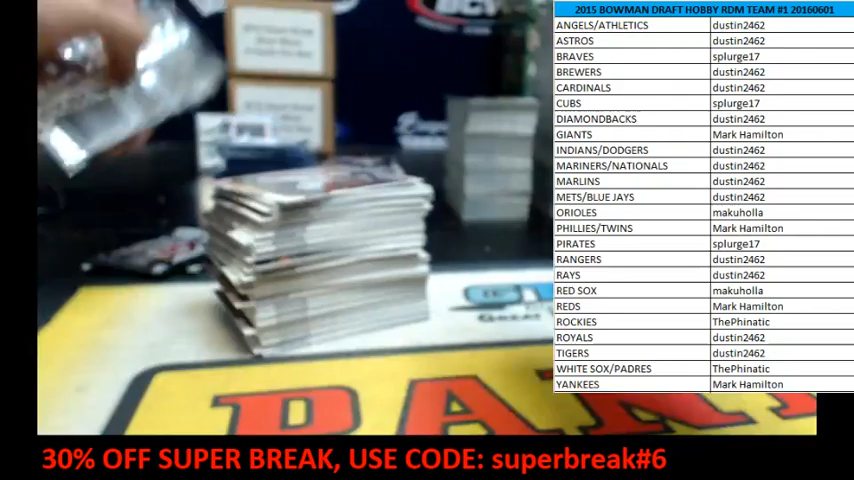 2015 BOWMAN DRAFT HOBBY RDM TEAM #1 20160601
ANGELS/ATHLETICS dustin2462
ASTROS dustin2462
BRAVES splurge17
BREWERS dustin2462
CARDINALS dustin2462
CUBS splurge17
DIAMONDBACKS dustin2462
GIANTS Mark Hamilton
INDIANS/DODGERS dustin2462
MARINERS/NATIONALS dustin2462
MARLINS dustin2462
METS/BLUE JAYS dustin2462
ORIOLES makuholla
PHILLIES/TWINS Mark Hamilton
PIRATES splurge17
RANGERS dustin2462
RAYS dustin2462
RED SOX makuholla
REDS Mark Hamilton
ROCKIES ThePhinatic
ROYALS dustin2462
TIGERS dustin2462
WHITE SOX/PADRES ThePhinatic
YANKEES Mark Hamilton
30% OFF SUPER BREAK, USE CODE: superbreak#6